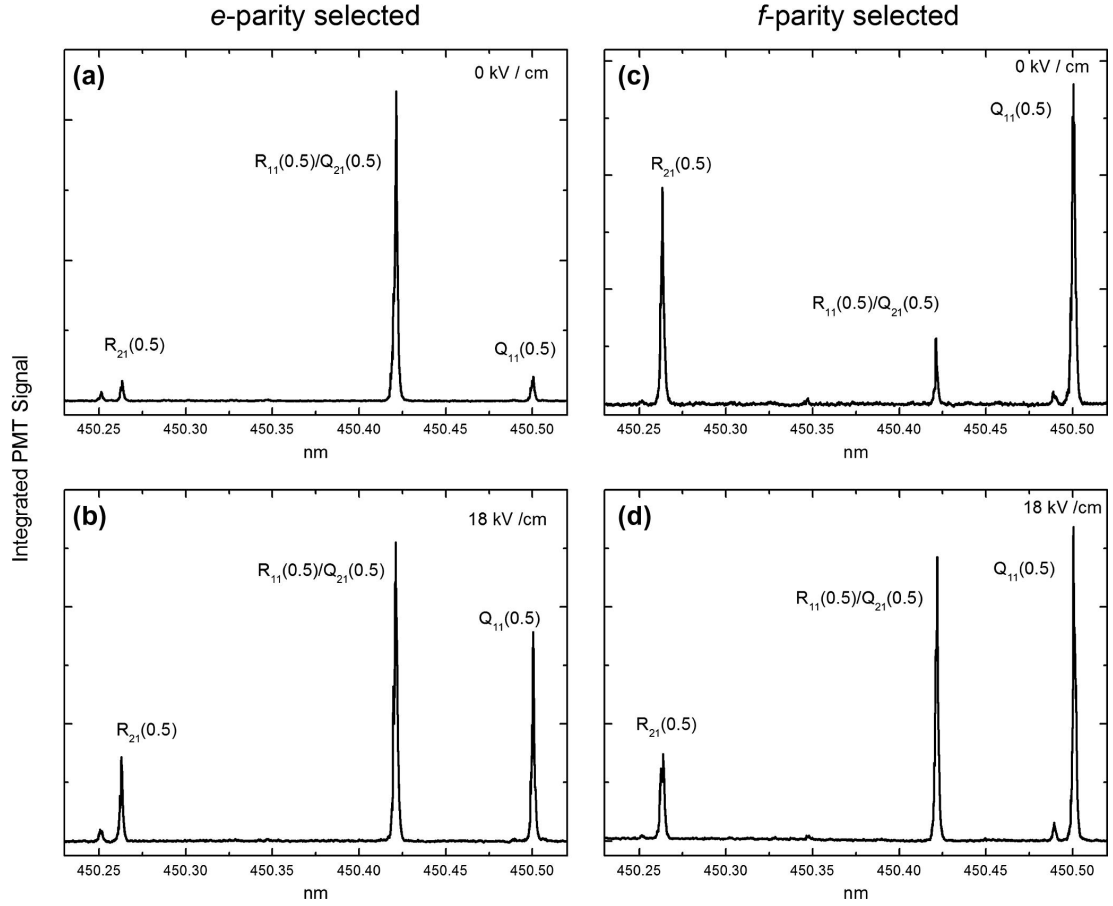 e-parity selected
f-parity selected
Integrated PMT Signal
(a)
0 kV / cm
R₂₁(0.5)
R₁₁(0.5)/Q₂₁(0.5)
Q₁₁(0.5)
450.25 450.30 450.35 450.40 450.45 450.50
nm
(c)
0 kV / cm
R₂₁(0.5)
R₁₁(0.5)/Q₂₁(0.5)
Q₁₁(0.5)
450.25 450.30 450.35 450.40 450.45 450.50
nm
(b)
18 kV /cm
R₂₁(0.5)
R₁₁(0.5)/Q₂₁(0.5)
Q₁₁(0.5)
450.25 450.30 450.35 450.40 450.45 450.50
nm
(d)
18 kV /cm
R₂₁(0.5)
R₁₁(0.5)/Q₂₁(0.5)
Q₁₁(0.5)
450.25 450.30 450.35 450.40 450.45 450.50
nm